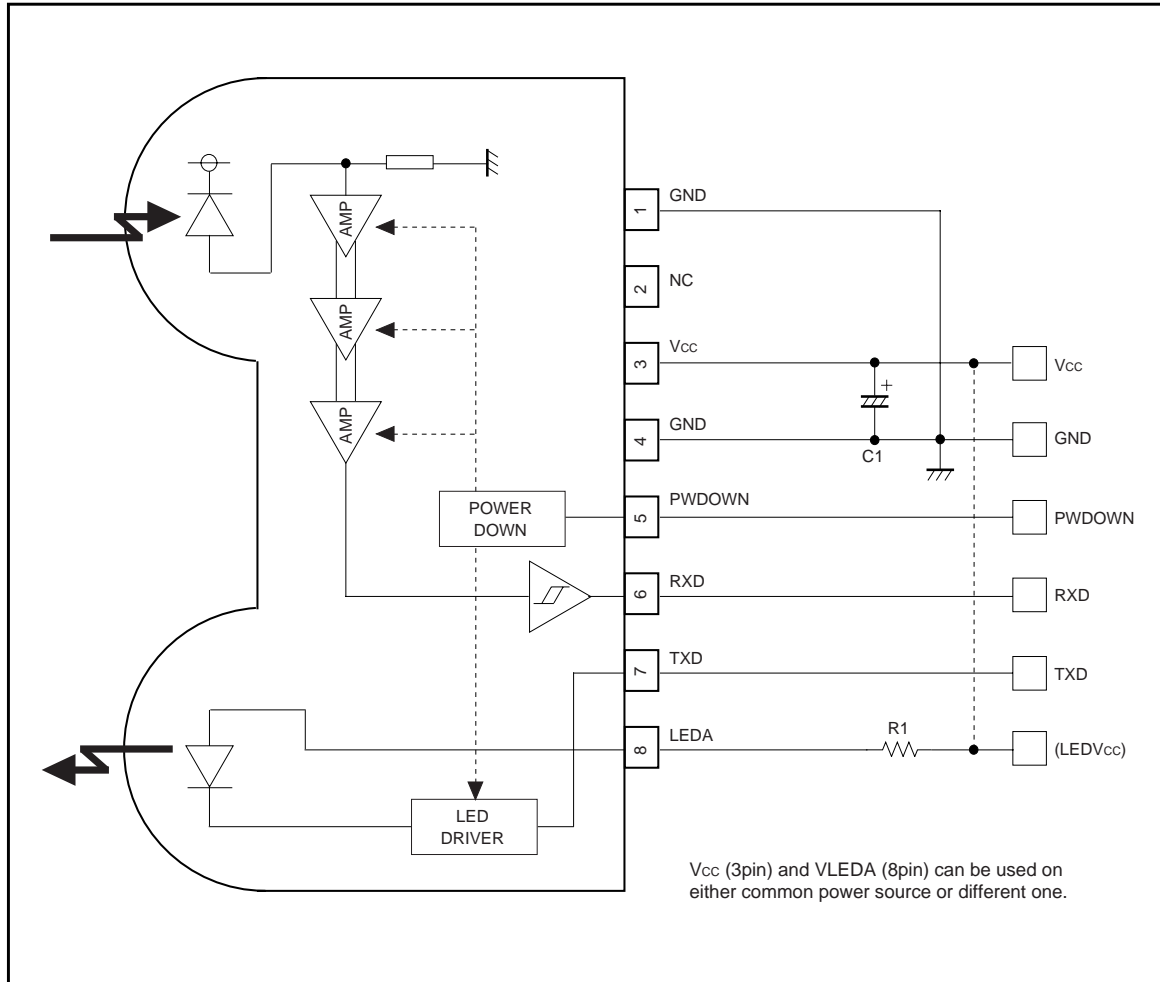 AMP
AMP
AMP
1
GND
2
NC
3
Vcc
+
Vcc
4
GND
C1
GND
POWER
DOWN
5
PWDOWN
PWDOWN
6
RXD
RXD
7
TXD
TXD
8
LEDA
R1
(LEDVcc)
LED
DRIVER
Vcc (3pin) and VLEDA (8pin) can be used on
either common power source or different one.